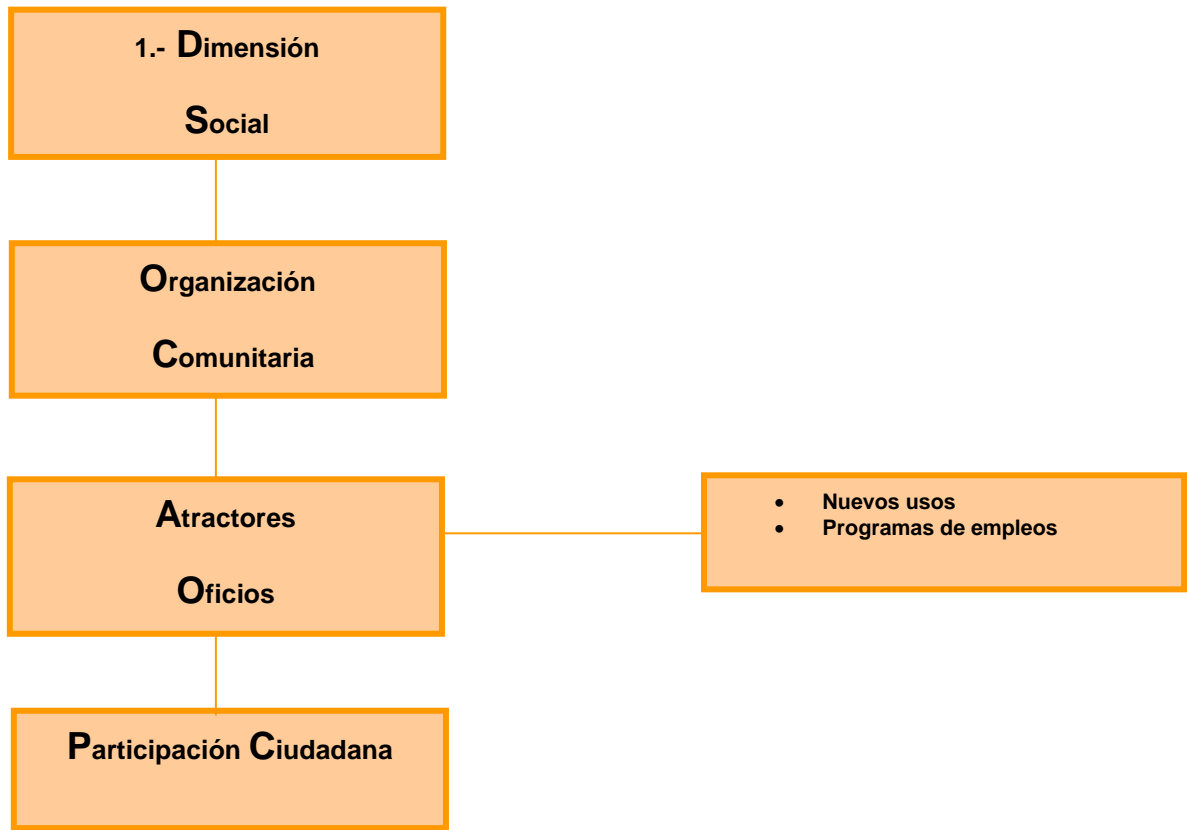 1.- Dimensión
Social
Organización
Comunitaria
Atractores
Oficios
• Nuevos usos
• Programas de empleos
Participación Ciudadana